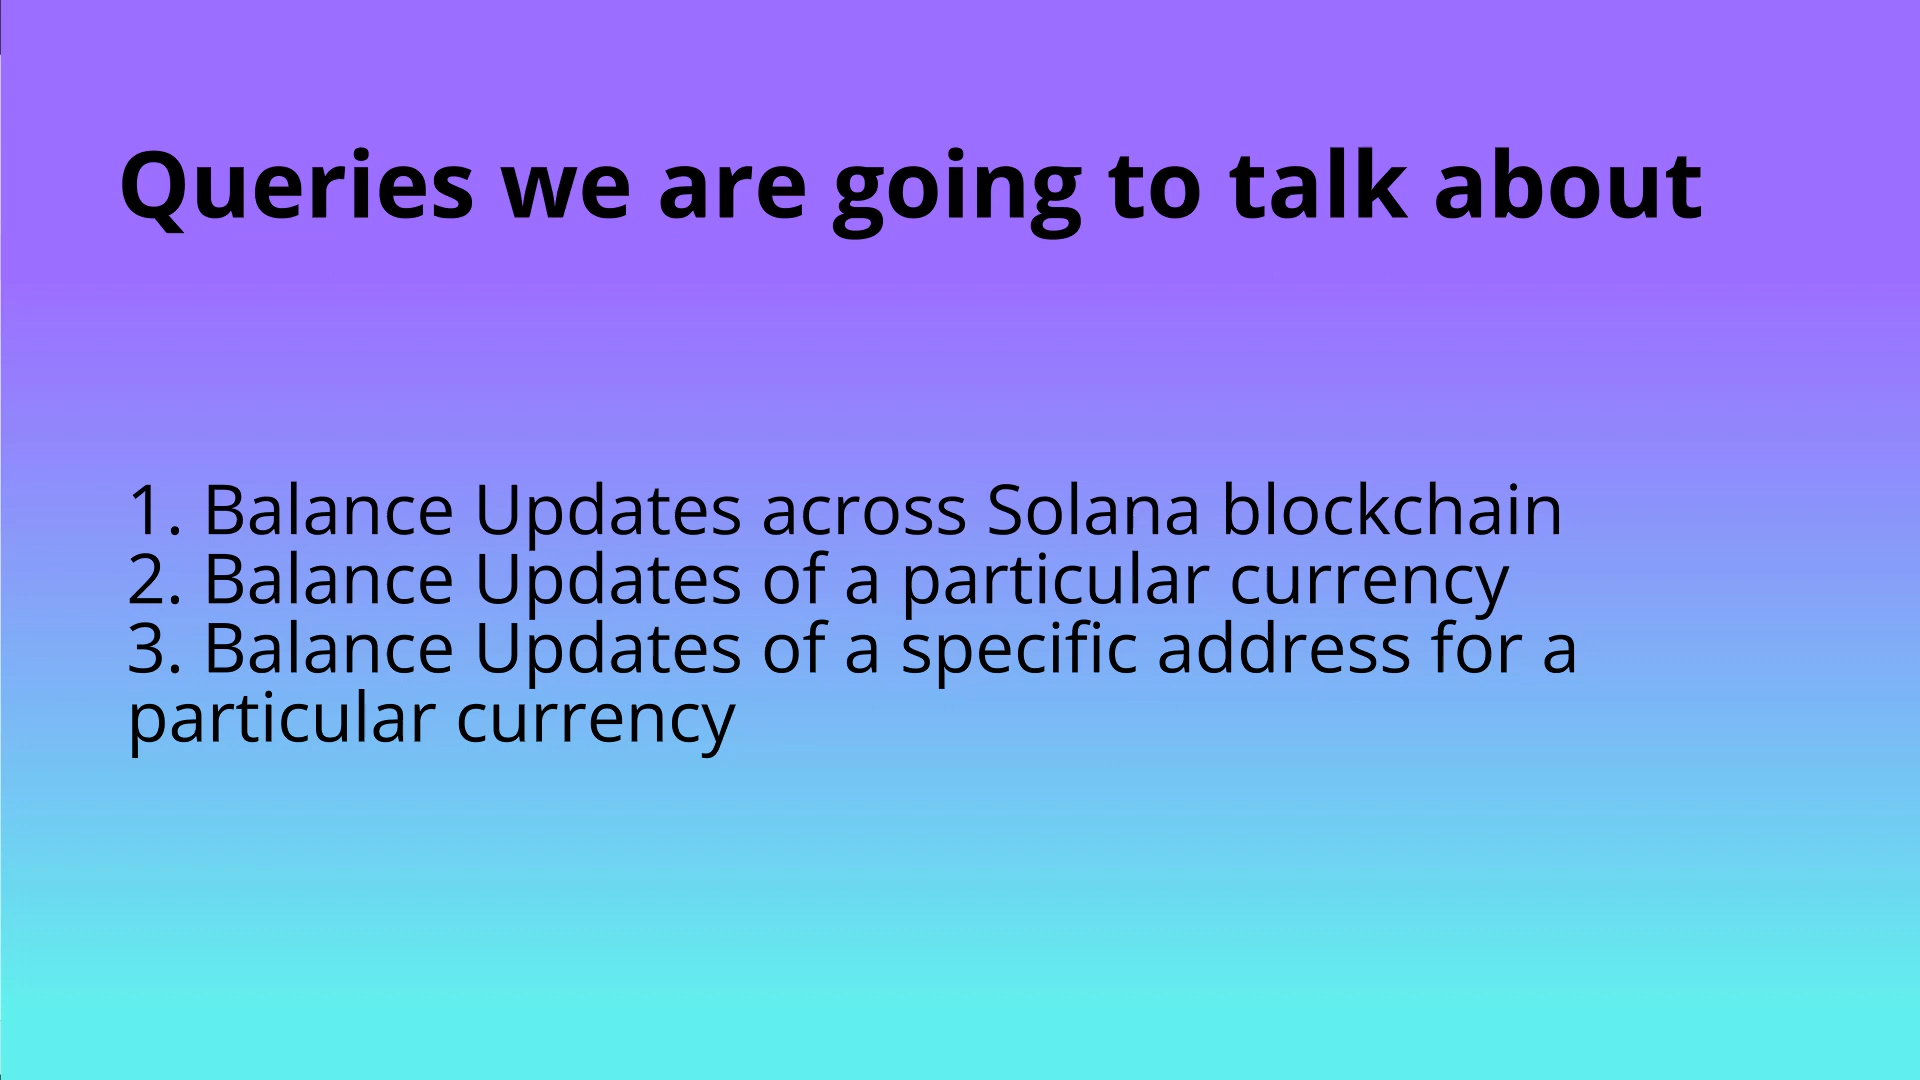 Queries we are going to talk about
1. Balance Updates across Solana blockchain
2. Balance Updates of a particular currency
3. Balance Updates of a specific address for a
particular currency